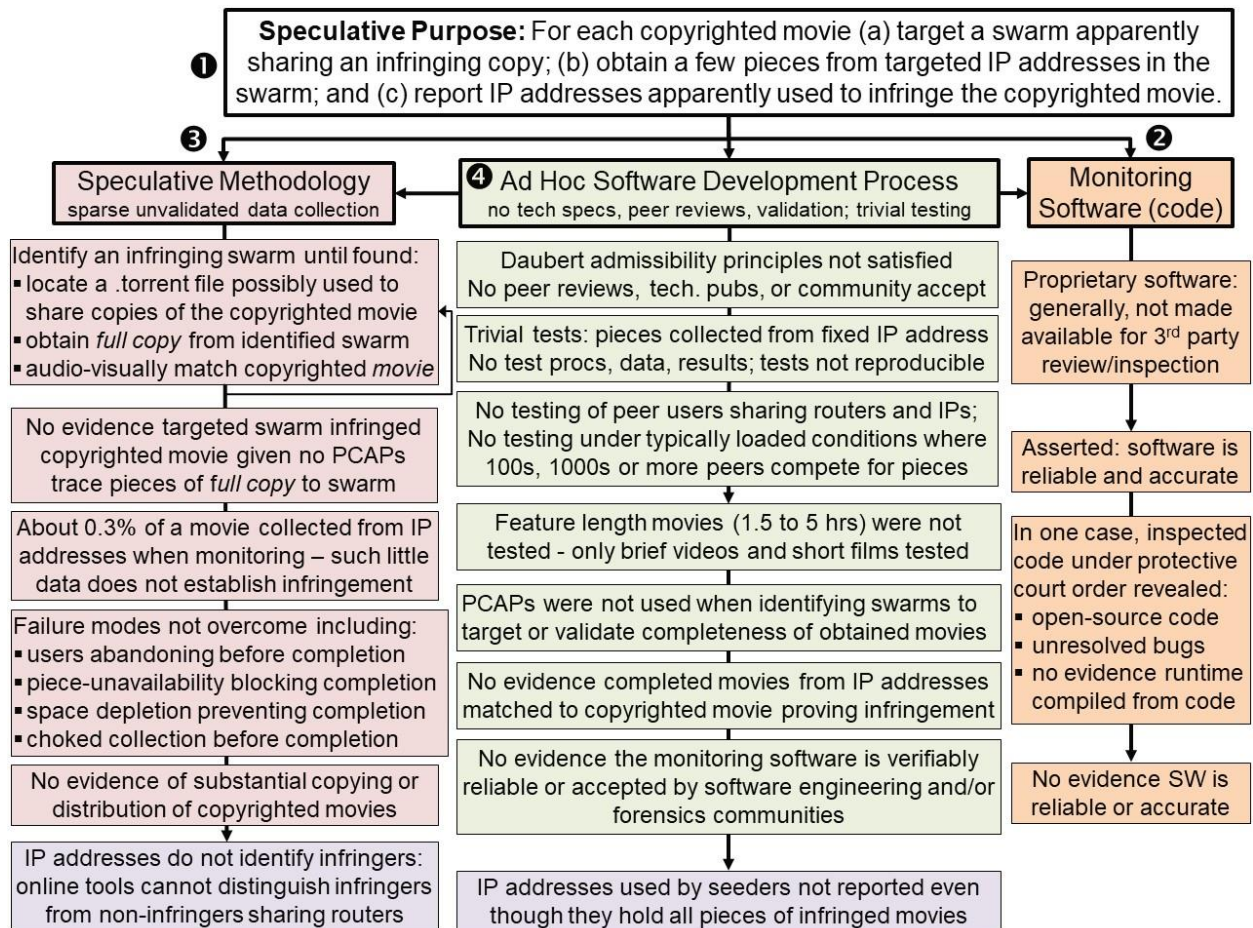 ❶
Speculative Purpose: For each copyrighted movie (a) target a swarm apparently
sharing an infringing copy; (b) obtain a few pieces from targeted IP addresses in the
swarm; and (c) report IP addresses apparently used to infringe the copyrighted movie.
❸
Speculative Methodology
sparse unvalidated data collection
Identify an infringing swarm until found:
▪ locate a .torrent file possibly used to
share copies of the copyrighted movie
▪ obtain full copy from identified swarm
▪ audio-visually match copyrighted movie
No evidence targeted swarm infringed
copyrighted movie given no PCAPs
trace pieces of full copy to swarm
About 0.3% of a movie collected from IP
addresses when monitoring – such little
data does not establish infringement
Failure modes not overcome including:
▪ users abandoning before completion
▪ piece-unavailability blocking completion
▪ space depletion preventing completion
▪ choked collection before completion
No evidence of substantial copying or
distribution of copyrighted movies
IP addresses do not identify infringers:
online tools cannot distinguish infringers
from non-infringers sharing routers
❹ Ad Hoc Software Development Process
no tech specs, peer reviews, validation; trivial testing
Daubert admissibility principles not satisfied
No peer reviews, tech. pubs, or community accept
Trivial tests: pieces collected from fixed IP address
No test procs, data, results; tests not reproducible
No testing of peer users sharing routers and IPs;
No testing under typically loaded conditions where
100s, 1000s or more peers compete for pieces
Feature length movies (1.5 to 5 hrs) were not
tested - only brief videos and short films tested
PCAPs were not used when identifying swarms to
target or validate completeness of obtained movies
No evidence completed movies from IP addresses
matched to copyrighted movie proving infringement
No evidence the monitoring software is verifiably
reliable or accepted by software engineering and/or
forensics communities
IP addresses used by seeders not reported even
though they hold all pieces of infringed movies
❷
Monitoring
Software (code)
Proprietary software:
generally, not made
available for 3rd party
review/inspection
Asserted: software is
reliable and accurate
In one case, inspected
code under protective
court order revealed:
▪ open-source code
▪ unresolved bugs
▪ no evidence runtime
compiled from code
No evidence SW is
reliable or accurate